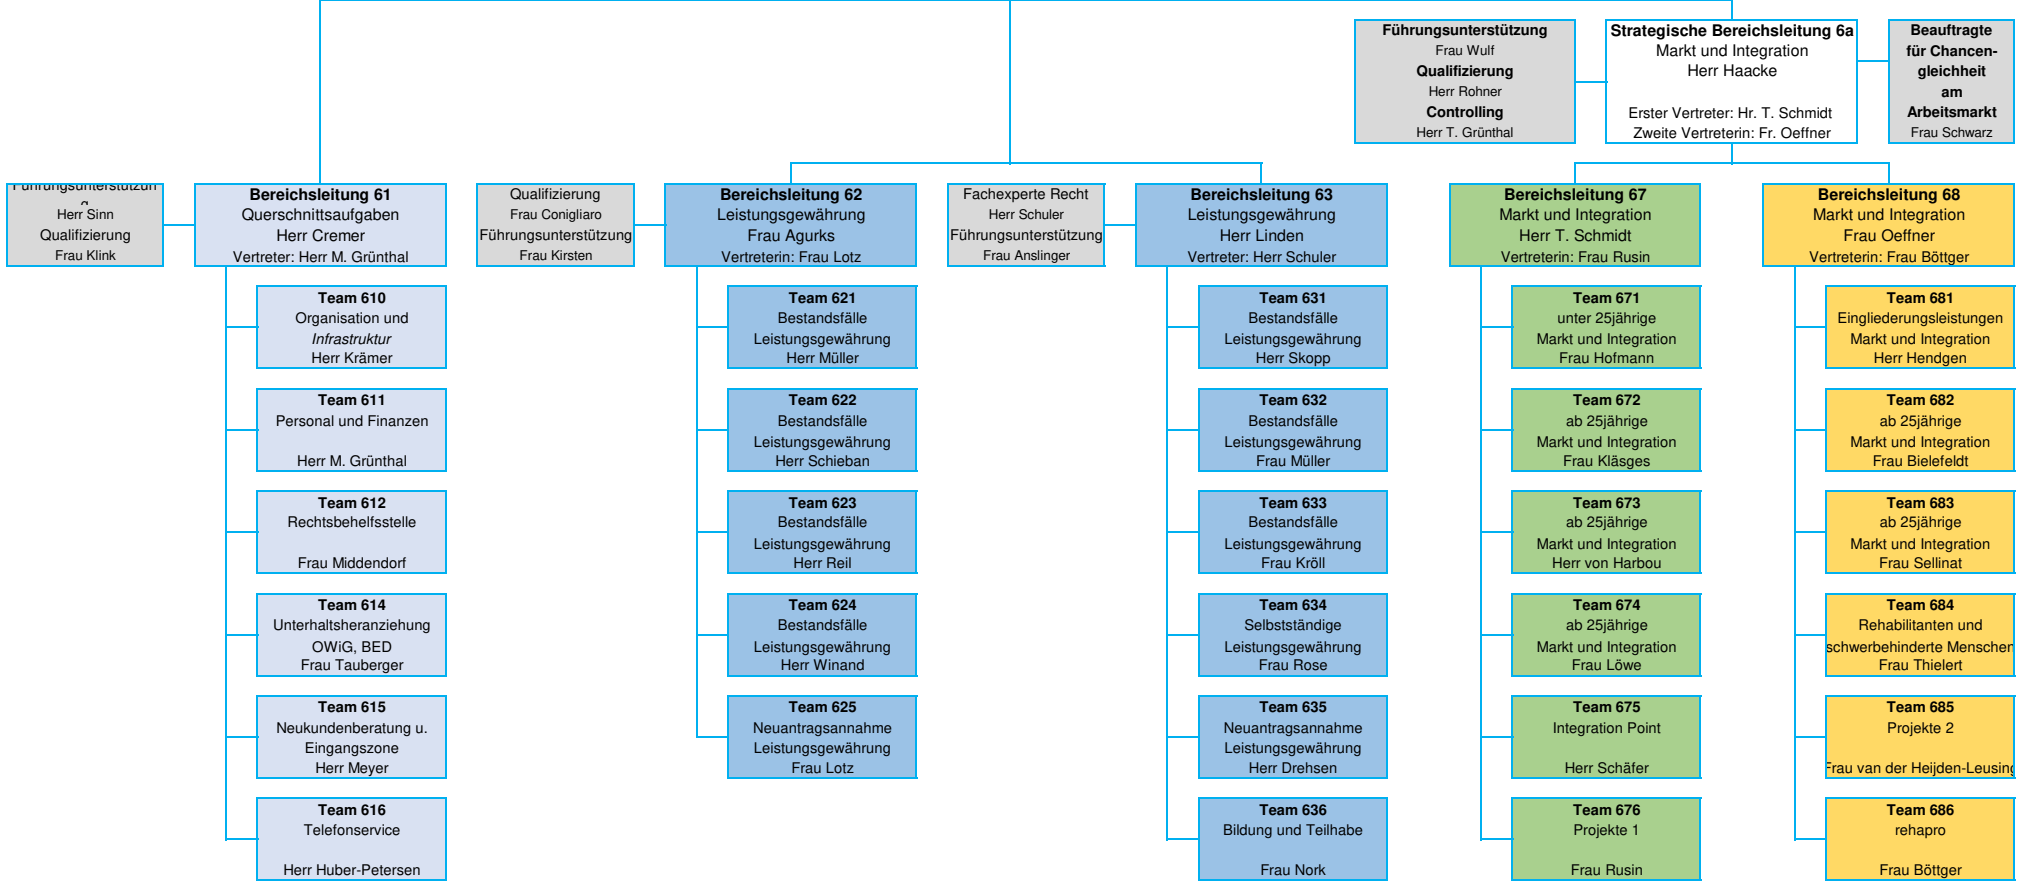 Führungsunterstützung
Frau Wulf
Qualifizierung
Herr Rohner
Controlling
Herr T. Grünthal
Strategische Bereichsleitung 6a
Markt und Integration
Herr Haacke
Erster Vertreter: Hr. T. Schmidt
Zweite Vertreterin: Fr. Oeffner
Beauftragte
für Chancen-
gleichheit
am
Arbeitsmarkt
Frau Schwarz
Führungsunterstützun
g
Herr Sinn
Qualifizierung
Frau Klink
Bereichsleitung 61
Querschnittsaufgaben
Herr Cremer
Vertreter: Herr M. Grünthal
Qualifizierung
Frau Conigliaro
Führungsunterstützung
Frau Kirsten
Bereichsleitung 62
Leistungsgewährung
Frau Agurks
Vertreterin: Frau Lotz
Fachexperte Recht
Herr Schuler
Führungsunterstützung
Frau Anslinger
Bereichsleitung 63
Leistungsgewährung
Herr Linden
Vertreter: Herr Schuler
Bereichsleitung 67
Markt und Integration
Herr T. Schmidt
Vertreterin: Frau Rusin
Bereichsleitung 68
Markt und Integration
Frau Oeffner
Vertreterin: Frau Böttger
Team 610
Organisation und
Infrastruktur
Herr Krämer
Team 621
Bestandsfälle
Leistungsgewährung
Herr Müller
Team 631
Bestandsfälle
Leistungsgewährung
Herr Skopp
Team 671
unter 25jährige
Markt und Integration
Frau Hofmann
Team 681
Eingliederungsleistungen
Markt und Integration
Herr Hendgen
Team 611
Personal und Finanzen
Herr M. Grünthal
Team 622
Bestandsfälle
Leistungsgewährung
Herr Schieban
Team 632
Bestandsfälle
Leistungsgewährung
Frau Müller
Team 672
ab 25jährige
Markt und Integration
Frau Kläsges
Team 682
ab 25jährige
Markt und Integration
Frau Bielefeldt
Team 612
Rechtsbehelfsstelle
Frau Middendorf
Team 623
Bestandsfälle
Leistungsgewährung
Herr Reil
Team 633
Bestandsfälle
Leistungsgewährung
Frau Kröll
Team 673
ab 25jährige
Markt und Integration
Herr von Harbou
Team 683
ab 25jährige
Markt und Integration
Frau Sellinat
Team 614
Unterhaltsheranziehung
OWiG, BED
Frau Tauberger
Team 624
Bestandsfälle
Leistungsgewährung
Herr Winand
Team 634
Selbstständige
Leistungsgewährung
Frau Rose
Team 674
ab 25jährige
Markt und Integration
Frau Löwe
Team 684
Rehabilitanten und
schwerbehinderte Menschen
Frau Thielert
Team 615
Neukundenberatung u.
Eingangszone
Herr Meyer
Team 625
Neuantragsannahme
Leistungsgewährung
Frau Lotz
Team 635
Neuantragsannahme
Leistungsgewährung
Herr Drehsen
Team 675
Integration Point
Herr Schäfer
Team 685
Projekte 2
Frau van der Heijden-Leusing
Team 616
Telefonservice
Herr Huber-Petersen
Team 636
Bildung und Teilhabe
Frau Nork
Team 676
Projekte 1
Frau Rusin
Team 686
rehapro
Frau Böttger